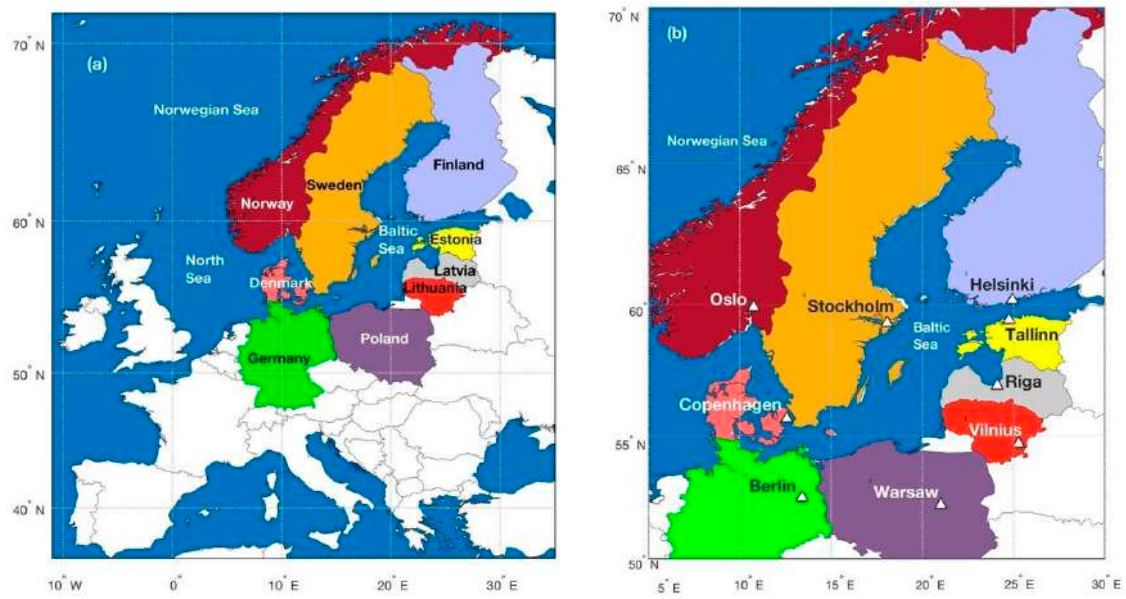 (a)
70° N
Norwegian Sea
Finland
Sweden
Norway
60° N
Baltic
Sea
Estonia
North
Sea
Latvia
Denmark
Lithuania
Poland
Germany
50° N
40° N
10° W
0°
10° E
20° E
30° E
(b)
70° N
Norwegian Sea
65° N
Helsinki
Oslo
Stockholm
60° N
Baltic
Sea
Tallinn
Riga
Copenhagen
Vilnius
55° N
Berlin
Warsaw
50° N
5° E
10° E
15° E
20° E
25° E
30° E